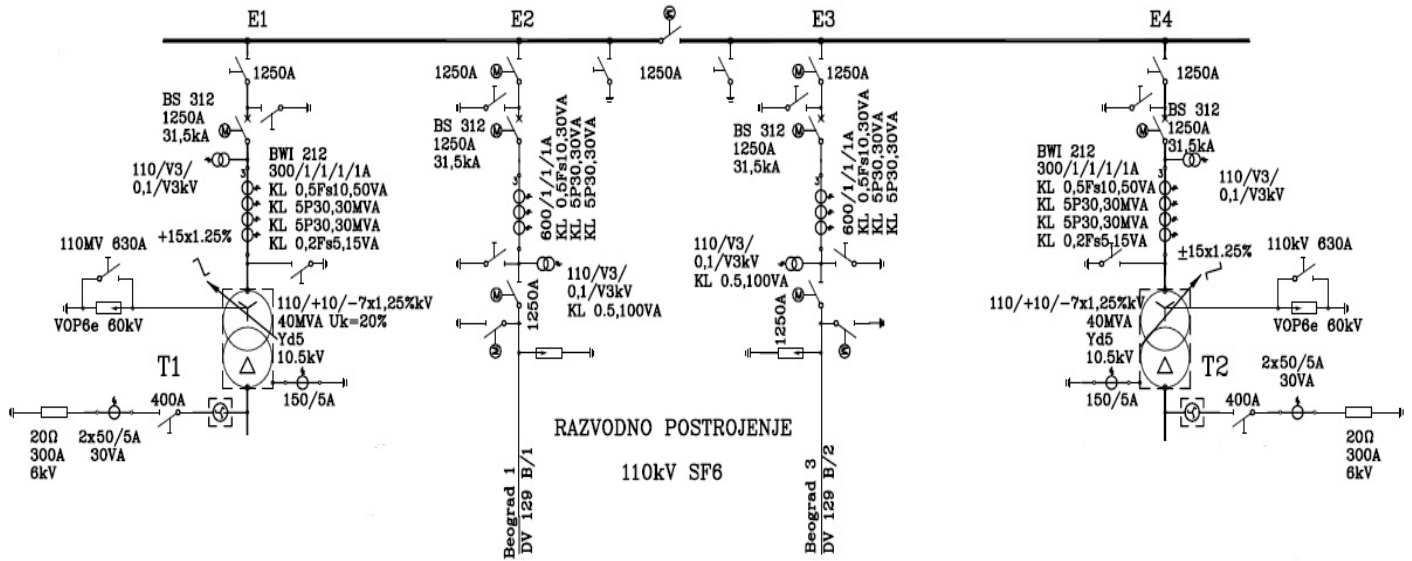 E1
E2
E3
E4
1250A
1250A
1250A
1250A
1250A
1250A
M
M
M
M
BS 312
1250A
31,5kA
M
110/V3/
0,1/V3kV
3
BWI 212
300/1/1/1/1A
KL 0,5Fs10,50VA
KL 5P30,30MVA
KL 5P30,30MVA
KL 0,2Fs5,15VA
+15x1.25%
110MV 630A
VOP6e 60kV
110/+10/-7x1,25%kV
40MVA Uk=20%
Yd5
10.5kV
T1
150/5A
400A
20Ω
300A
6kV
2x50/5A
30VA
BS 312
1250A
31,5kA
M
3
600/1/1/1A
KL 0,5Fs10,30VA
KL 5P30,30VA
KL 5P30,30VA
110/V3/
0,1/V3kV
KL 0.5,100VA
M
1250A
Beograd 1
DV 129 B/1
BS 312
1250A
31,5kA
M
3
600/1/1/1A
KL 0,5Fs10,30VA
KL 5P30,30VA
KL 5P30,30VA
110/V3/
0,1/V3kV
KL 0.5,100VA
M
1250A
Beograd 3
DV 129 B/2
RAZVODNO POSTROJENJE
110kV SF6
BS 312
1250A
31,5kA
M
BWI 212
300/1/1/1/1A
KL 0,5Fs10,50VA
KL 5P30,30MVA
KL 5P30,30MVA
KL 0,2Fs5,15VA
3
110/V3/
0,1/V3kV
±15x1.25%
110kV 630A
VOP6e 60kV
110/+10/-7x1,25%kV
40MVA
Yd5
10.5kV
T2
150/5A
400A
2x50/5A
30VA
20Ω
300A
6kV